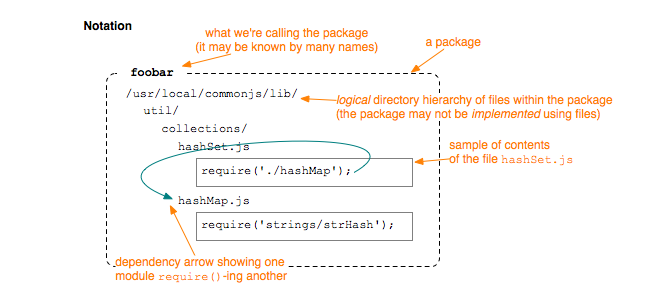 Notation
what we're calling the package
(it may be known by many names)
a package
foobar
/usr/local/commonjs/lib/
logical directory hierarchy of files within the package
(the package may not be implemented using files)
util/
collections/
hashSet.js
sample of contents
of the file hashSet.js
require('./hashMap');
hashMap.js
require('strings/strHash');
dependency arrow showing one
module require()-ing another